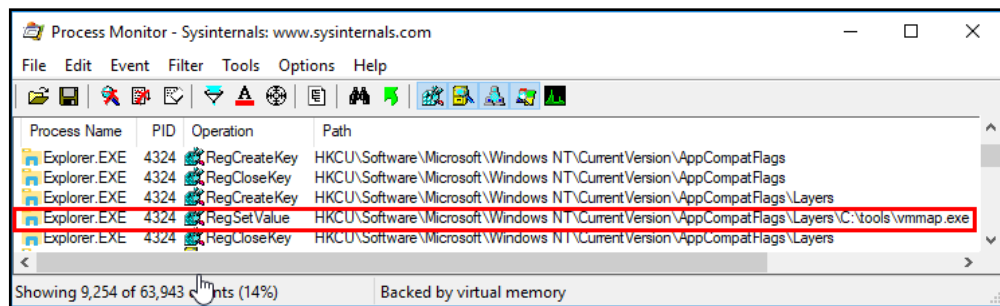 Process Monitor - Sysinternals: www.sysinternals.com
File Edit Event Filter Tools Options Help
Process Name PID Operation Path
Explorer.EXE 4324 RegCreateKey HKCU\Software\Microsoft\Windows NT\CurrentVersion\AppCompatFlags
Explorer.EXE 4324 RegCloseKey HKCU\Software\Microsoft\Windows NT\CurrentVersion\AppCompatFlags
Explorer.EXE 4324 RegCreateKey HKCU\Software\Microsoft\Windows NT\CurrentVersion\AppCompatFlags\Layers
Explorer.EXE 4324 RegSetValue HKCU\Software\Microsoft\Windows NT\CurrentVersion\AppCompatFlags\Layers\C:\tools\vmmap.exe
Explorer.EXE 4324 RegCloseKey HKCU\Software\Microsoft\Windows NT\CurrentVersion\AppCompatFlags\Layers
Showing 9,254 of 63,943 (14%) Backed by virtual memory